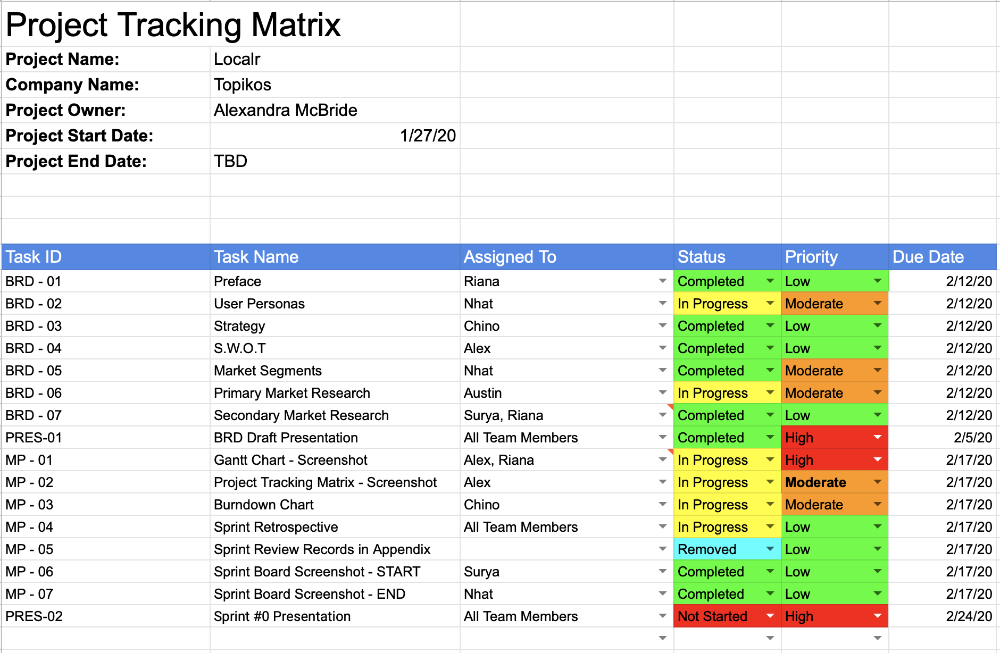 Project Tracking Matrix
Project Name: Localr
Company Name: Topikos
Project Owner: Alexandra McBride
Project Start Date: 1/27/20
Project End Date: TBD
Task ID Task Name Assigned To Status Priority Due Date
BRD - 01 Preface Riana Completed Low 2/12/20
BRD - 02 User Personas Nhat In Progress Moderate 2/12/20
BRD - 03 Strategy Chino Completed Low 2/12/20
BRD - 04 S.W.O.T Alex Completed Low 2/12/20
BRD - 05 Market Segments Nhat Completed Moderate 2/12/20
BRD - 06 Primary Market Research Austin In Progress Moderate 2/12/20
BRD - 07 Secondary Market Research Surya, Riana Completed Low 2/12/20
PRES-01 BRD Draft Presentation All Team Members Completed High 2/5/20
MP - 01 Gantt Chart - Screenshot Alex, Riana In Progress High 2/17/20
MP - 02 Project Tracking Matrix - Screenshot Alex In Progress Moderate 2/17/20
MP - 03 Burndown Chart Chino In Progress Moderate 2/17/20
MP - 04 Sprint Retrospective All Team Members In Progress Low 2/17/20
MP - 05 Sprint Review Records in Appendix Removed Low 2/17/20
MP - 06 Sprint Board Screenshot - START Surya Completed Low 2/17/20
MP - 07 Sprint Board Screenshot - END Nhat Completed Low 2/17/20
PRES-02 Sprint #0 Presentation All Team Members Not Started High 2/24/20